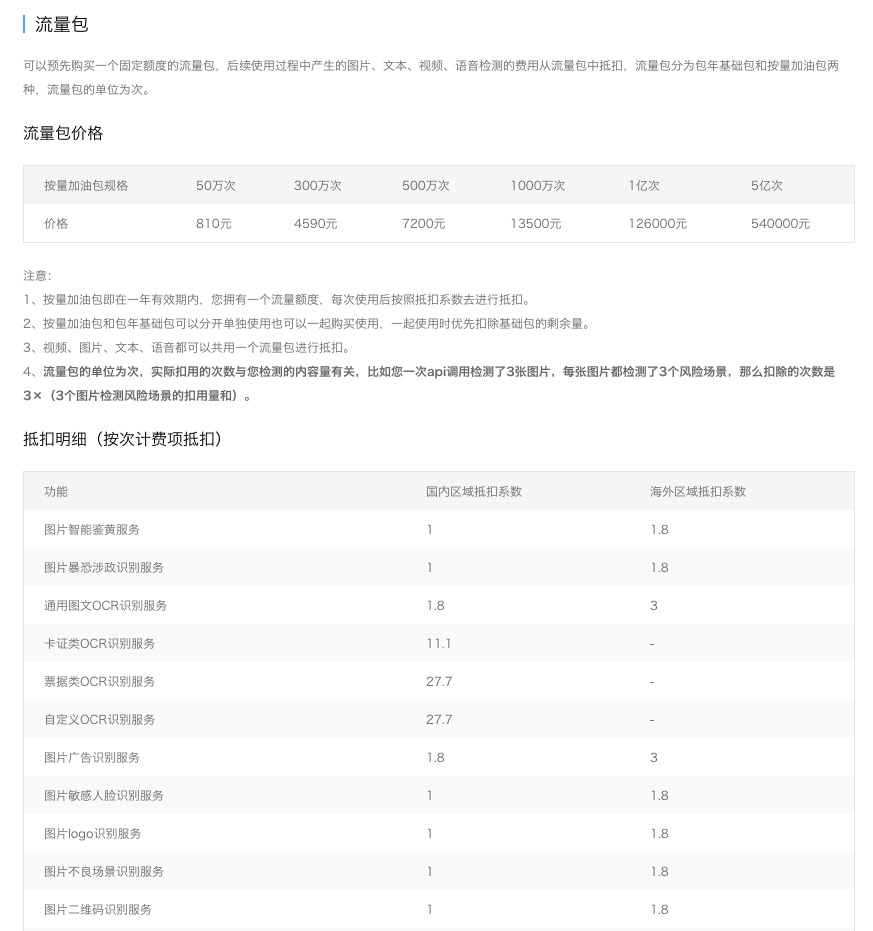 流量包
可以预先购买一个固定额度的流量包，后续使用过程中产生的图片、文本、视频、语音检测的费用从流量包中抵扣，流量包分为包年基础包和按量加油包两
种，流量包的单位为次。
流量包价格
按量加油包规格 50万次 300万次 500万次 1000万次 1亿次 5亿次
价格 810元 4590元 7200元 13500元 126000元 540000元
注意：
1、按量加油包即在一年有效期内，您拥有一个流量额度，每次使用后按照抵扣系数去进行抵扣。
2、按量加油包和包年基础包可以分开单独使用也可以一起购买使用，一起使用时优先扣除基础包的剩余量。
3、视频、图片、文本、语音都可以共用一个流量包进行抵扣。
4、流量包的单位为次，实际扣用的次数与您检测的内容量有关，比如您一次api调用检测了3张图片，每张图片都检测了3个风险场景，那么扣除的次数是
3×（3个图片检测风险场景的扣用量和）。
抵扣明细（按次计费项抵扣）
功能 国内区域抵扣系数 海外区域抵扣系数
图片智能鉴黄服务 1 1.8
图片暴恐涉政识别服务 1 1.8
通用图文OCR识别服务 1.8 3
卡证类OCR识别服务 11.1 -
票据类OCR识别服务 27.7 -
自定义OCR识别服务 27.7 -
图片广告识别服务 1.8 3
图片敏感人脸识别服务 1 1.8
图片logo识别服务 1 1.8
图片不良场景识别服务 1 1.8
图片二维码识别服务 1 1.8